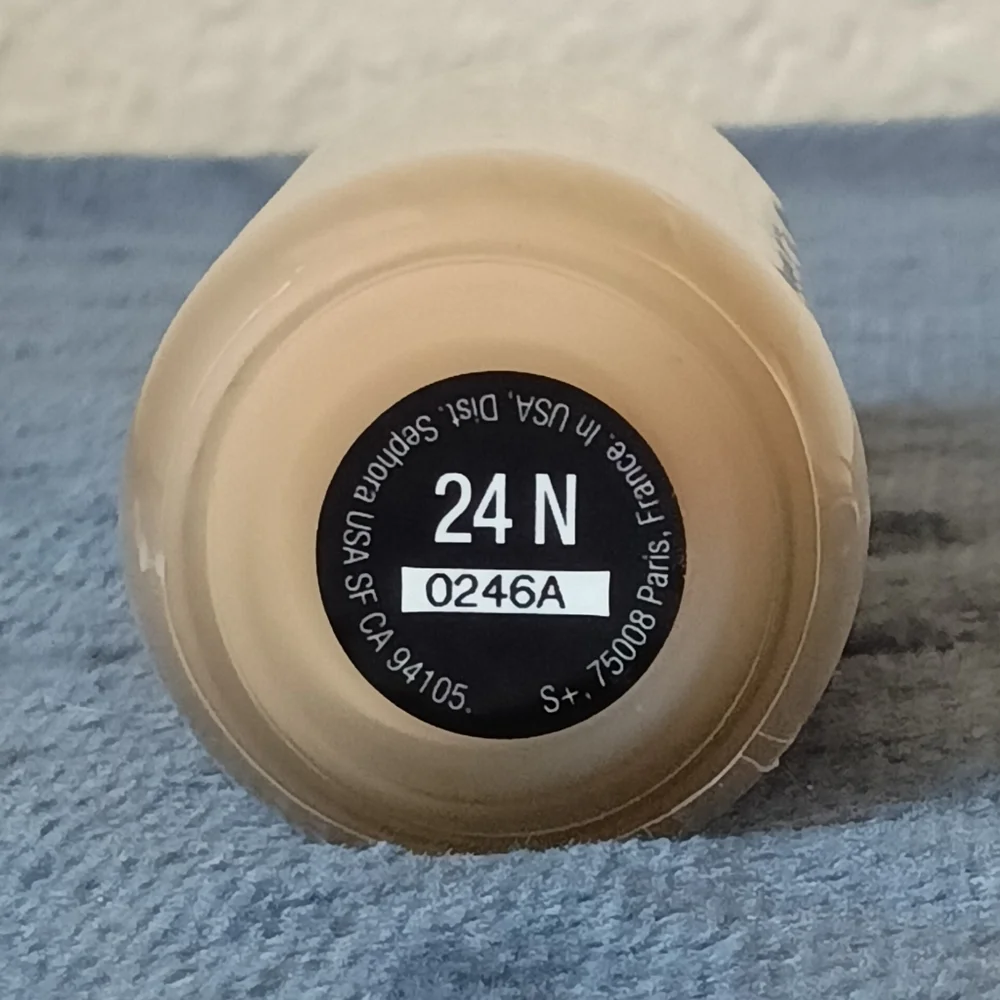 24 N
0246A
S+, 75008 Paris, France. In USA, Dist. Sephora USA SF CA 94105.